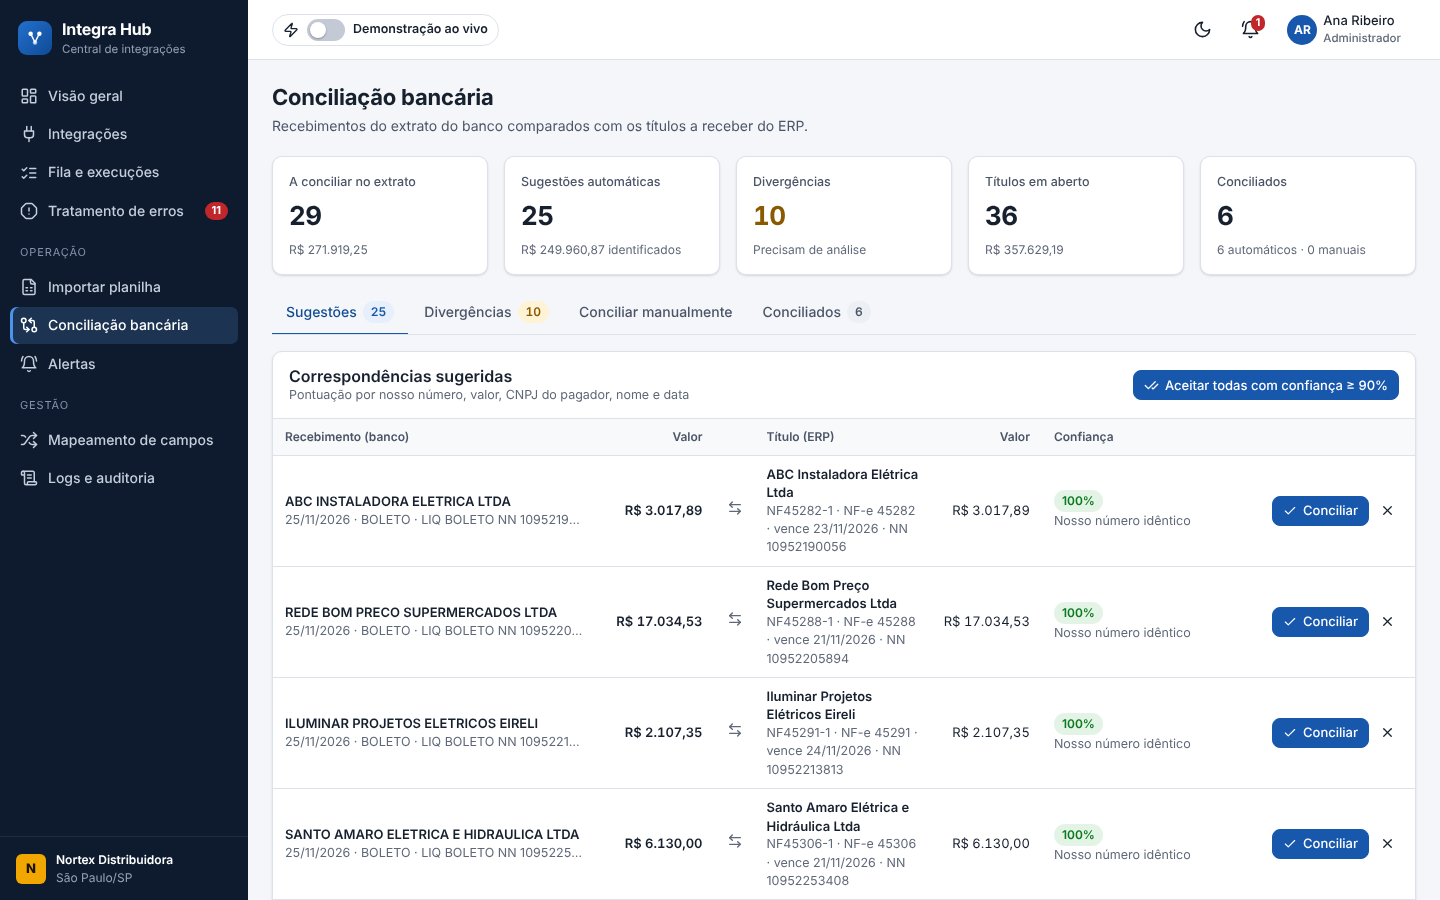 Integra Hub
Central de integrações
Visão geral
Integrações
Fila e execuções
Tratamento de erros 11
OPERAÇÃO
Importar planilha
Conciliação bancária
Alertas
GESTÃO
Mapeamento de campos
Logs e auditoria
N
Nortex Distribuidora
São Paulo/SP
Demonstração ao vivo
1
AR
Ana Ribeiro
Administrador
Conciliação bancária
Recebimentos do extrato do banco comparados com os títulos a receber do ERP.
A conciliar no extrato
29
R$ 271.919,25
Sugestões automáticas
25
R$ 249.960,87 identificados
Divergências
10
Precisam de análise
Títulos em aberto
36
R$ 357.629,19
Conciliados
6
6 automáticos · 0 manuais
Sugestões 25 Divergências 10 Conciliar manualmente Conciliados 6
Correspondências sugeridas
Pontuação por nosso número, valor, CNPJ do pagador, nome e data
Aceitar todas com confiança ≥ 90%
Recebimento (banco) Valor Título (ERP) Valor Confiança
ABC INSTALADORA ELETRICA LTDA
25/11/2026 · BOLETO · LIQ BOLETO NN 1095219...
R$ 3.017,89
ABC Instaladora Elétrica
Ltda
NF45282-1 · NF-e 45282
· vence 23/11/2026 · NN
10952190056
R$ 3.017,89
100%
Nosso número idêntico
Conciliar
REDE BOM PRECO SUPERMERCADOS LTDA
25/11/2026 · BOLETO · LIQ BOLETO NN 1095220...
R$ 17.034,53
Rede Bom Preço
Supermercados Ltda
NF45288-1 · NF-e 45288
· vence 21/11/2026 · NN
10952205894
R$ 17.034,53
100%
Nosso número idêntico
Conciliar
ILUMINAR PROJETOS ELETRICOS EIRELI
25/11/2026 · BOLETO · LIQ BOLETO NN 1095221...
R$ 2.107,35
Iluminar Projetos
Elétricos Eireli
NF45291-1 · NF-e 45291 ·
vence 24/11/2026 · NN
10952213813
R$ 2.107,35
100%
Nosso número idêntico
Conciliar
SANTO AMARO ELETRICA E HIDRAULICA LTDA
25/11/2026 · BOLETO · LIQ BOLETO NN 1095225...
R$ 6.130,00
Santo Amaro Elétrica e
Hidráulica Ltda
NF45306-1 · NF-e 45306
· vence 21/11/2026 · NN
10952253408
R$ 6.130,00
100%
Nosso número idêntico
Conciliar